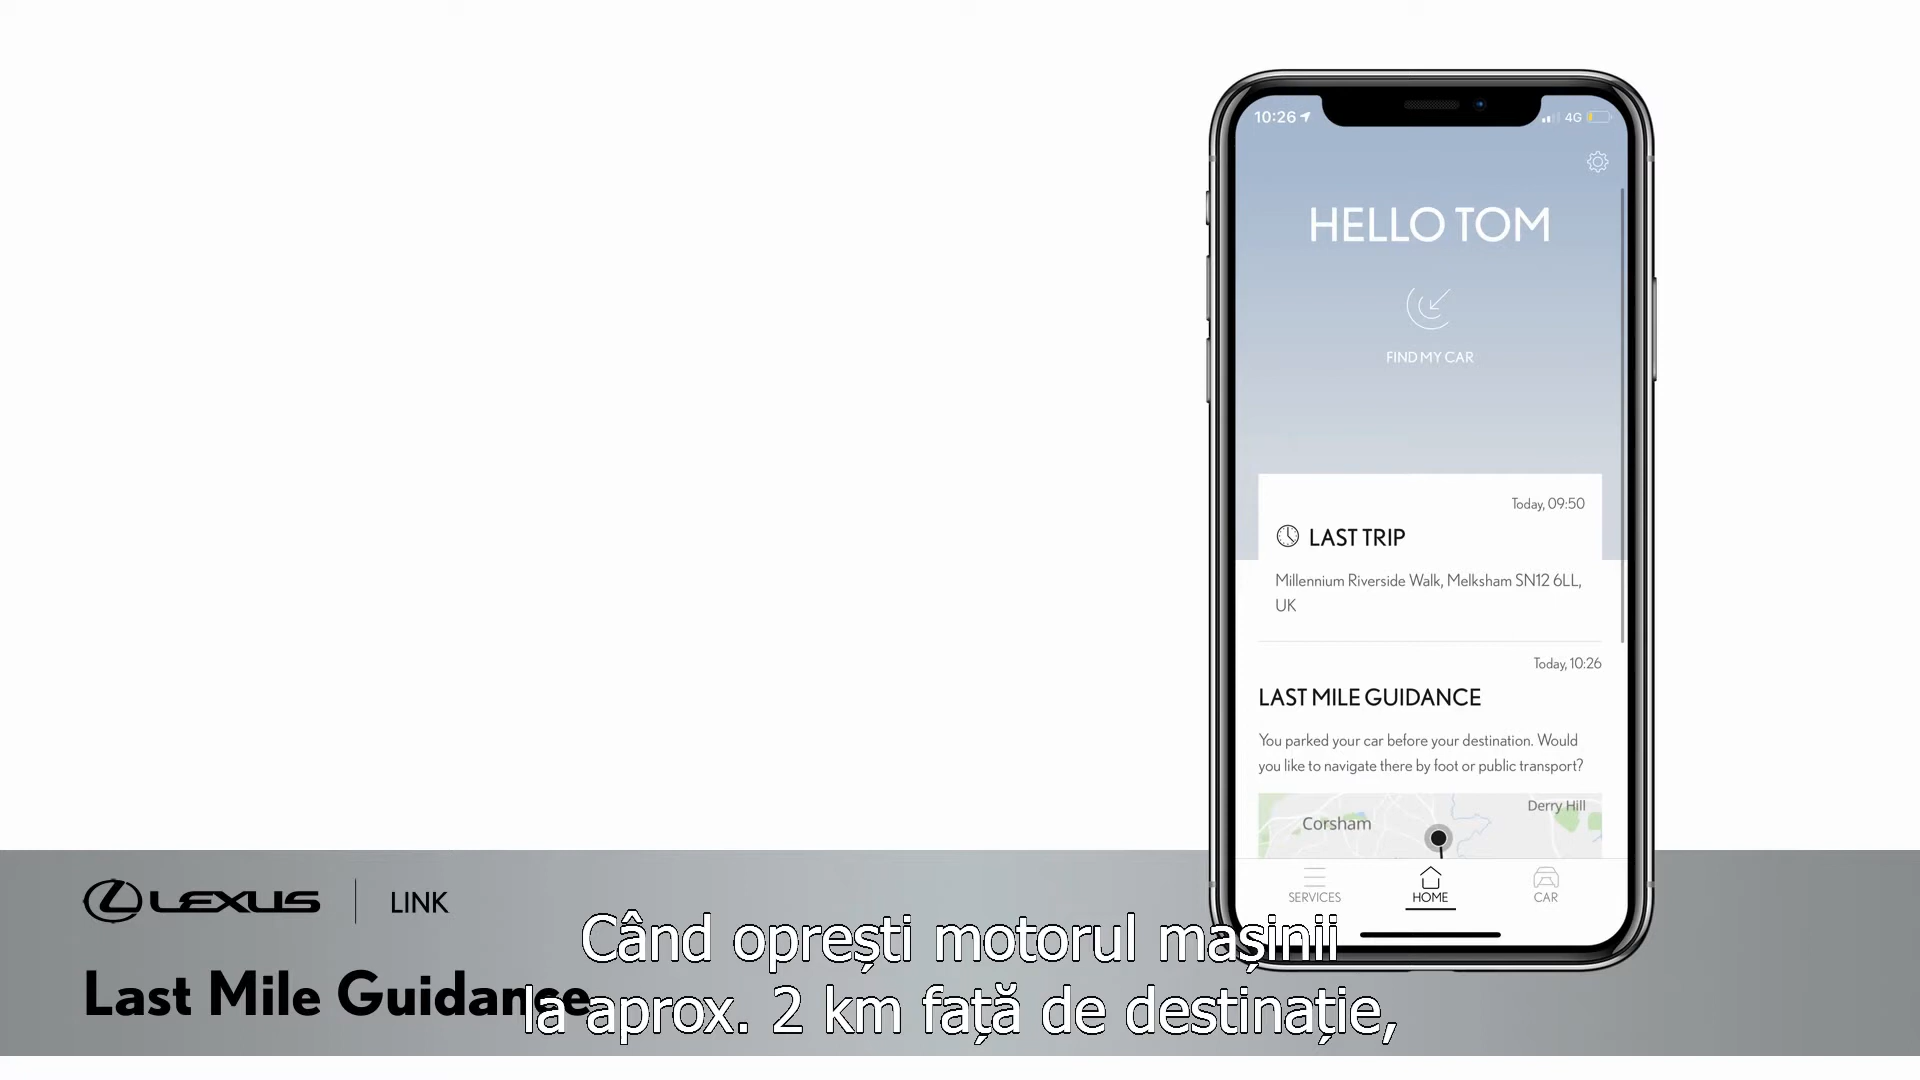 10:26
4G
HELLO TOM
FIND MY CAR
Today, 09:50
LAST TRIP
Millennium Riverside Walk, Melksham SN12 6LL,
UK
Today, 10:26
LAST MILE GUIDANCE
You parked your car before your destination. Would
you like to navigate there by foot or public transport?
Derry Hill
Corsham
SERVICES
HOME
CAR
LEXUS
LINK
Last Mile Guidance
Când oprești motorul mașinii
la aprox. 2 km față de destinație,